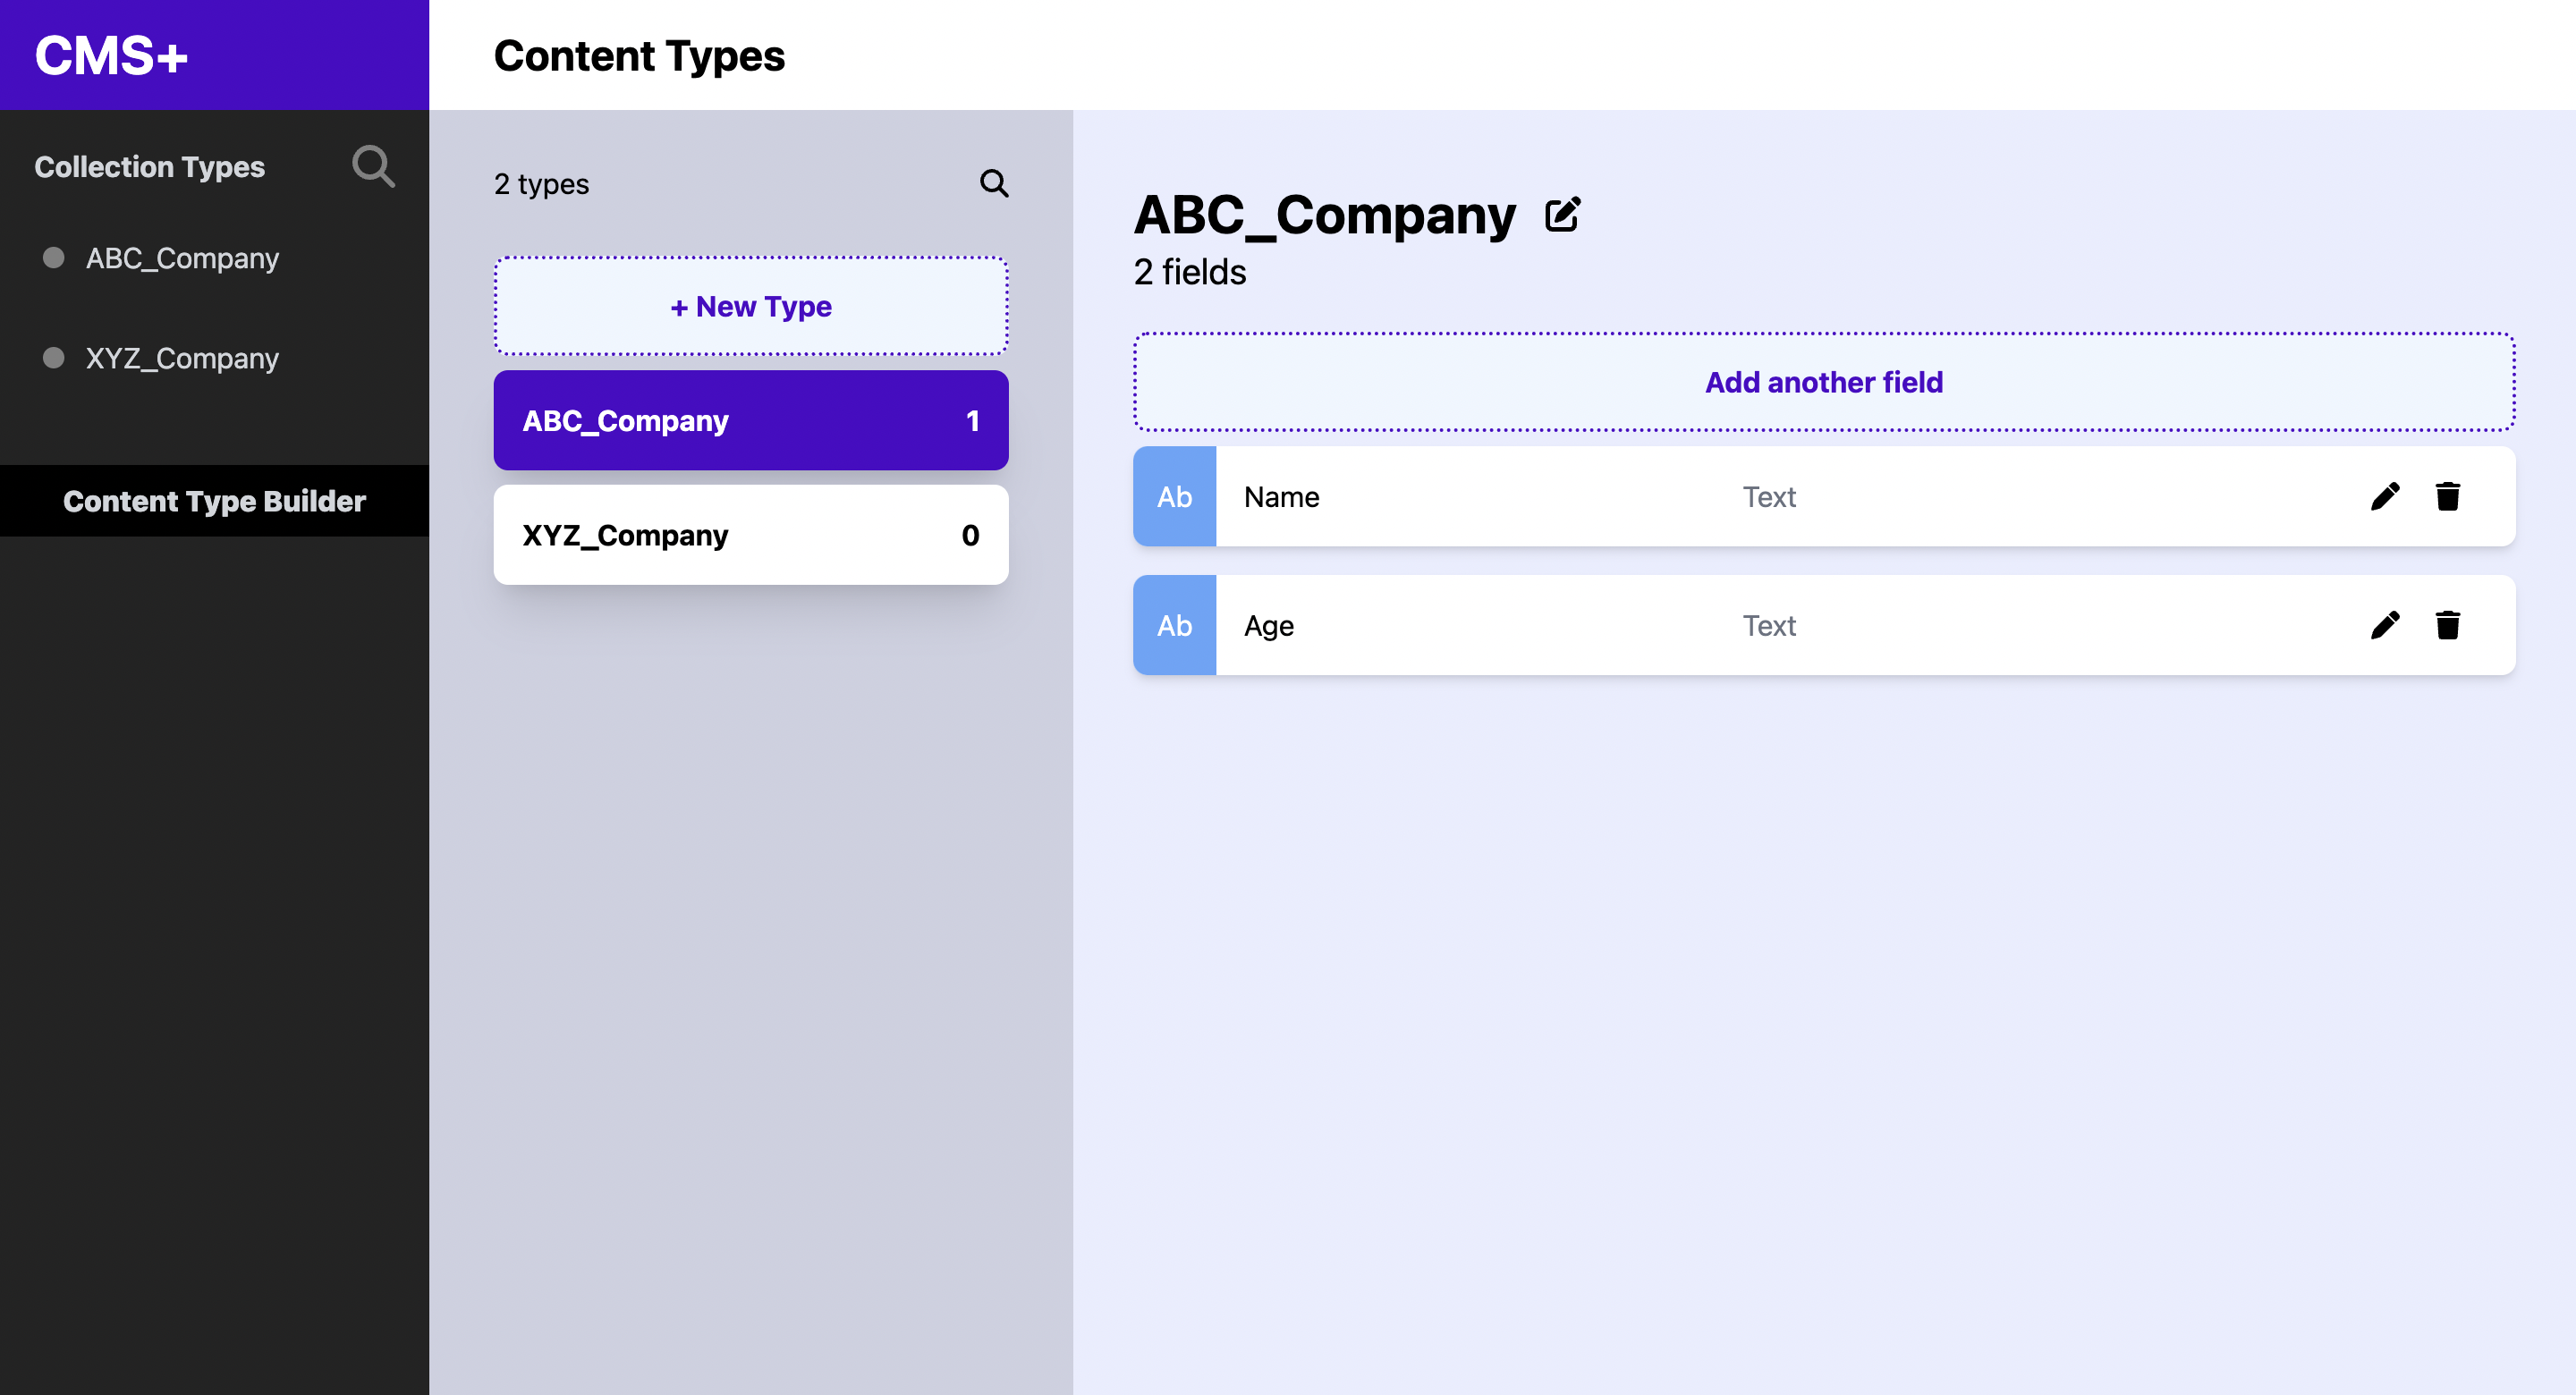 CMS+
Content Types
Collection Types
ABC_Company
XYZ_Company
Content Type Builder
2 types
+ New Type
ABC_Company 1
XYZ_Company 0
ABC_Company
2 fields
Add another field
Ab Name Text
Ab Age Text